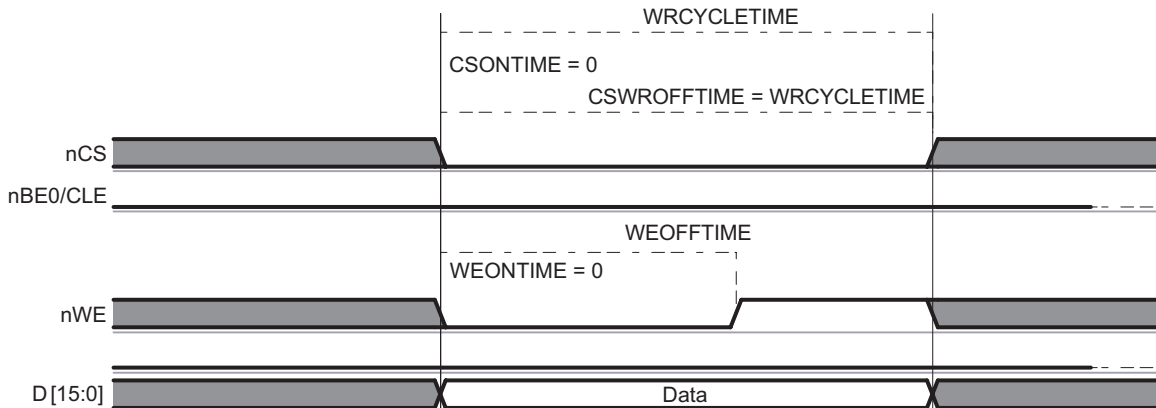 WRCYCLETIME
CSONTIME = 0
CSWROFFTIME = WRCYCLETIME
nCS
nBE0/CLE
WEOFFTIME
WEONTIME = 0
nWE
D[15:0]
Data